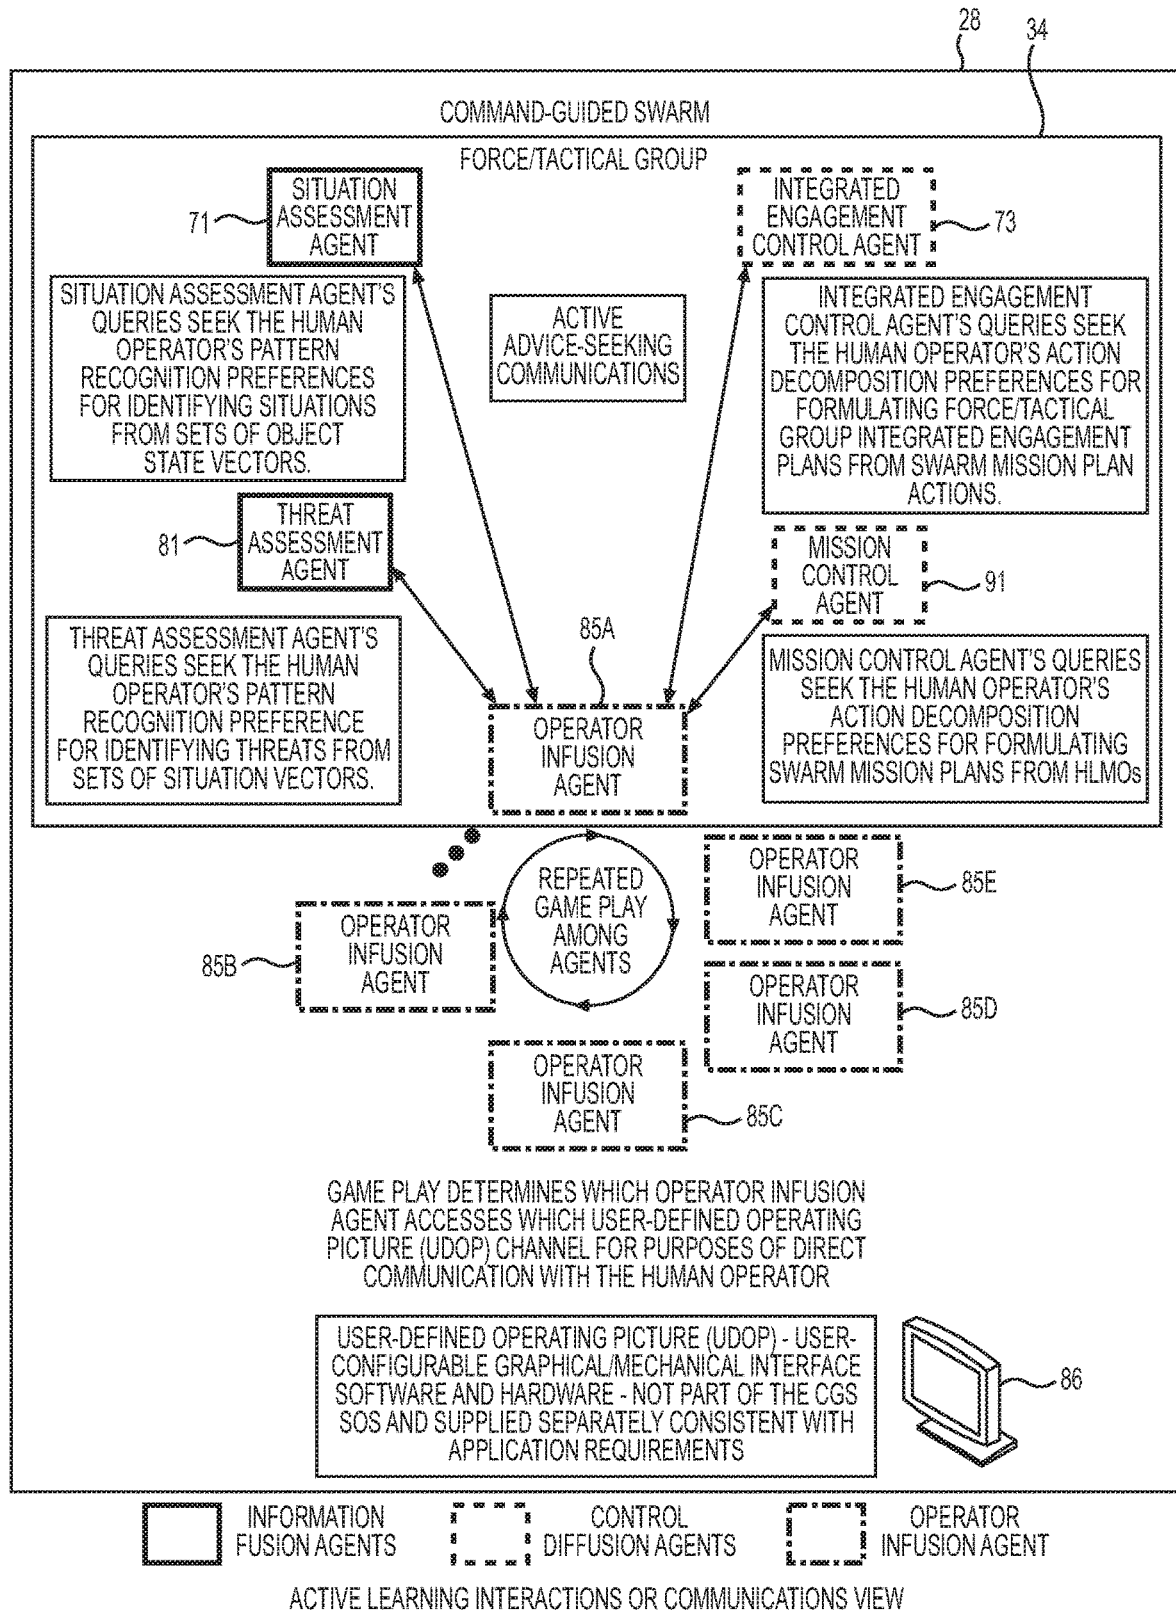 28
34
COMMAND-GUIDED SWARM
FORCE/TACTICAL GROUP
SITUATION
ASSESSMENT
AGENT
71
INTEGRATED
ENGAGEMENT
CONTROL AGENT
73
SITUATION ASSESSMENT AGENT'S
QUERIES SEEK THE HUMAN
OPERATOR'S PATTERN
RECOGNITION PREFERENCES
FOR IDENTIFYING SITUATIONS
FROM SETS OF OBJECT
STATE VECTORS.
ACTIVE
ADVICE-SEEKING
COMMUNICATIONS
INTEGRATED ENGAGEMENT
CONTROL AGENT'S QUERIES SEEK
THE HUMAN OPERATOR'S ACTION
DECOMPOSITION PREFERENCES FOR
FORMULATING FORCE/TACTICAL
GROUP INTEGRATED ENGAGEMENT
PLANS FROM SWARM MISSION PLAN
ACTIONS.
THREAT
ASSESSMENT
AGENT
81
MISSION
CONTROL
AGENT
91
THREAT ASSESSMENT AGENT'S
QUERIES SEEK THE HUMAN
OPERATOR'S PATTERN
RECOGNITION PREFERENCE
FOR IDENTIFYING THREATS FROM
SETS OF SITUATION VECTORS.
85A
OPERATOR
INFUSION
AGENT
MISSION CONTROL AGENT'S QUERIES
SEEK THE HUMAN OPERATOR'S
ACTION DECOMPOSITION
PREFERENCES FOR FORMULATING
SWARM MISSION PLANS FROM HLMOs
REPEATED
GAME PLAY
AMONG
AGENTS
OPERATOR
INFUSION
AGENT
85E
OPERATOR
INFUSION
AGENT
85B
OPERATOR
INFUSION
AGENT
85D
OPERATOR
INFUSION
AGENT
85C
GAME PLAY DETERMINES WHICH OPERATOR INFUSION
AGENT ACCESSES WHICH USER-DEFINED OPERATING
PICTURE (UDOP) CHANNEL FOR PURPOSES OF DIRECT
COMMUNICATION WITH THE HUMAN OPERATOR
USER-DEFINED OPERATING PICTURE (UDOP) - USER-
CONFIGURABLE GRAPHICAL/MECHANICAL INTERFACE
SOFTWARE AND HARDWARE - NOT PART OF THE CGS
SOS AND SUPPLIED SEPARATELY CONSISTENT WITH
APPLICATION REQUIREMENTS
86
INFORMATION
FUSION AGENTS
CONTROL
DIFFUSION AGENTS
OPERATOR
INFUSION AGENT
ACTIVE LEARNING INTERACTIONS OR COMMUNICATIONS VIEW